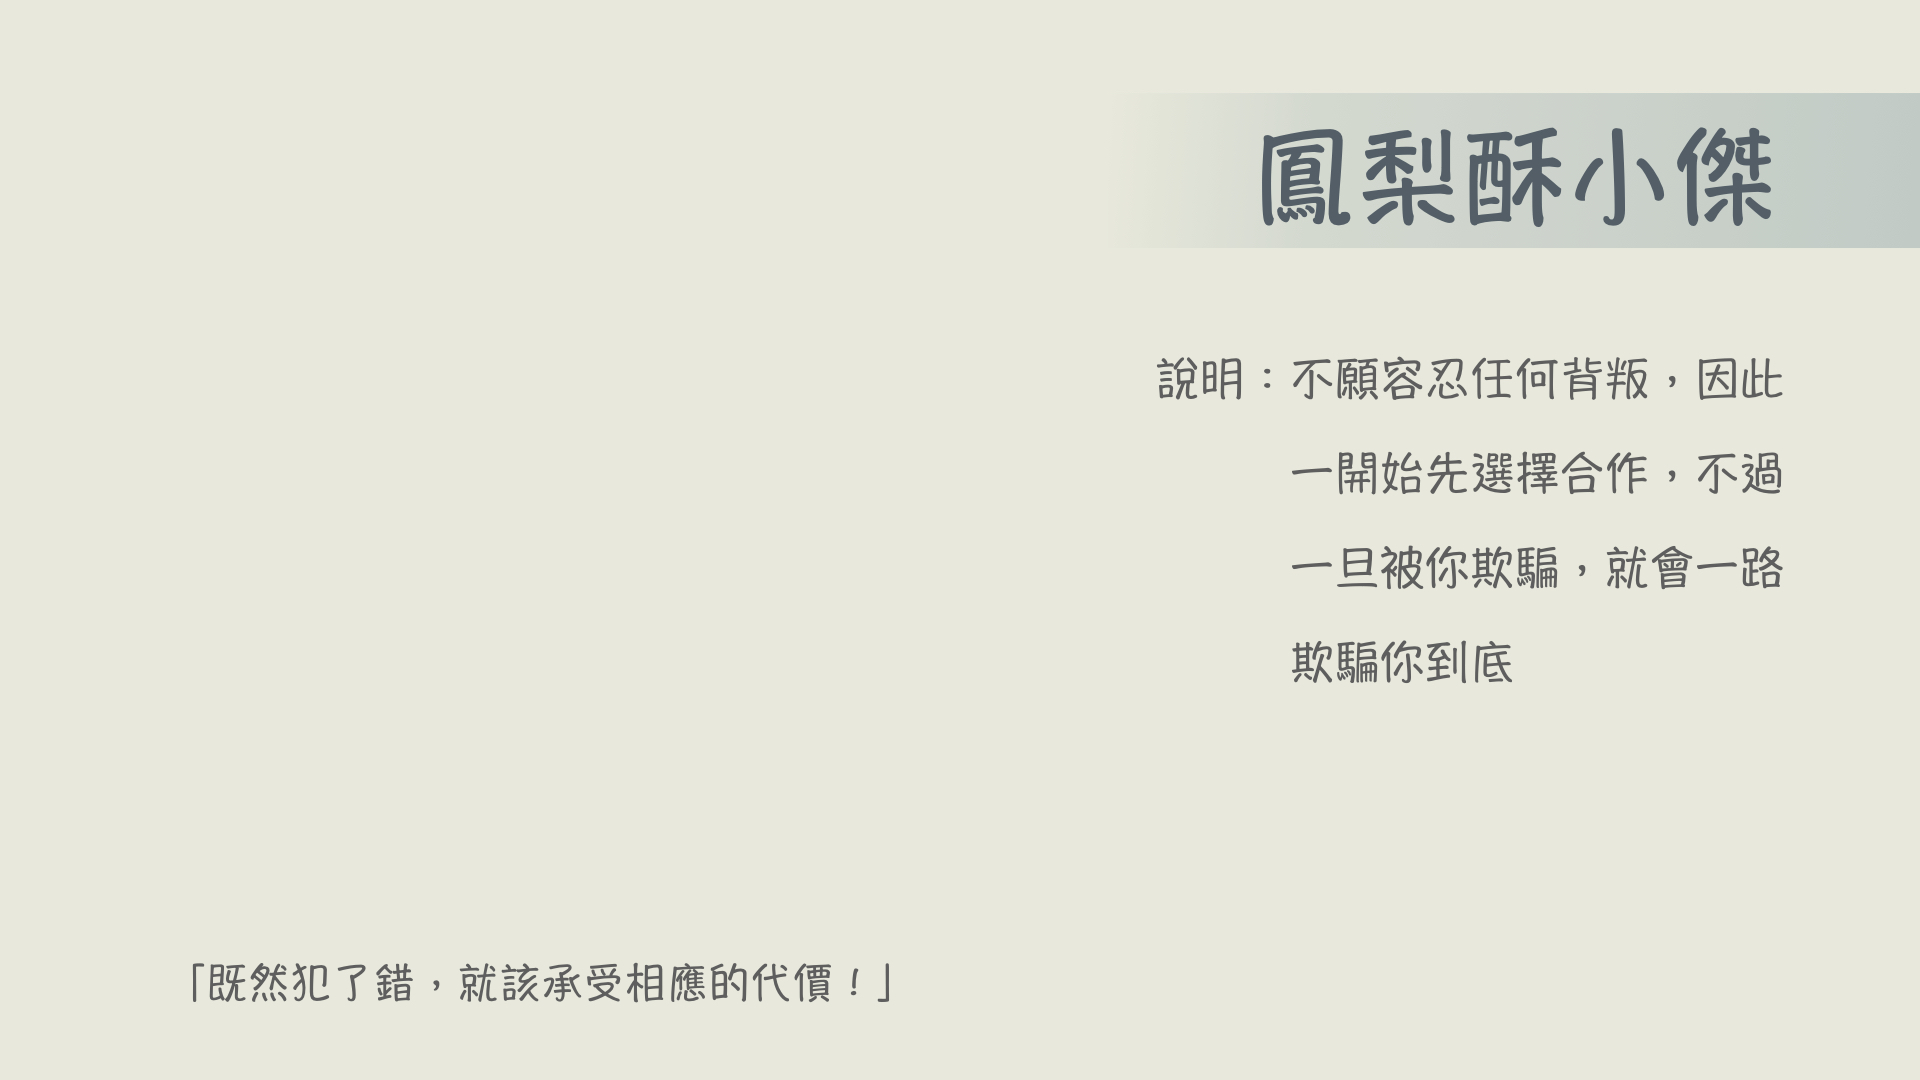 鳳梨酥小傑
說明：不願容忍任何背叛，因此
一開始先選擇合作，不過
一旦被你欺騙，就會一路
欺騙你到底
「既然犯了錯，就該承受相應的代價！」